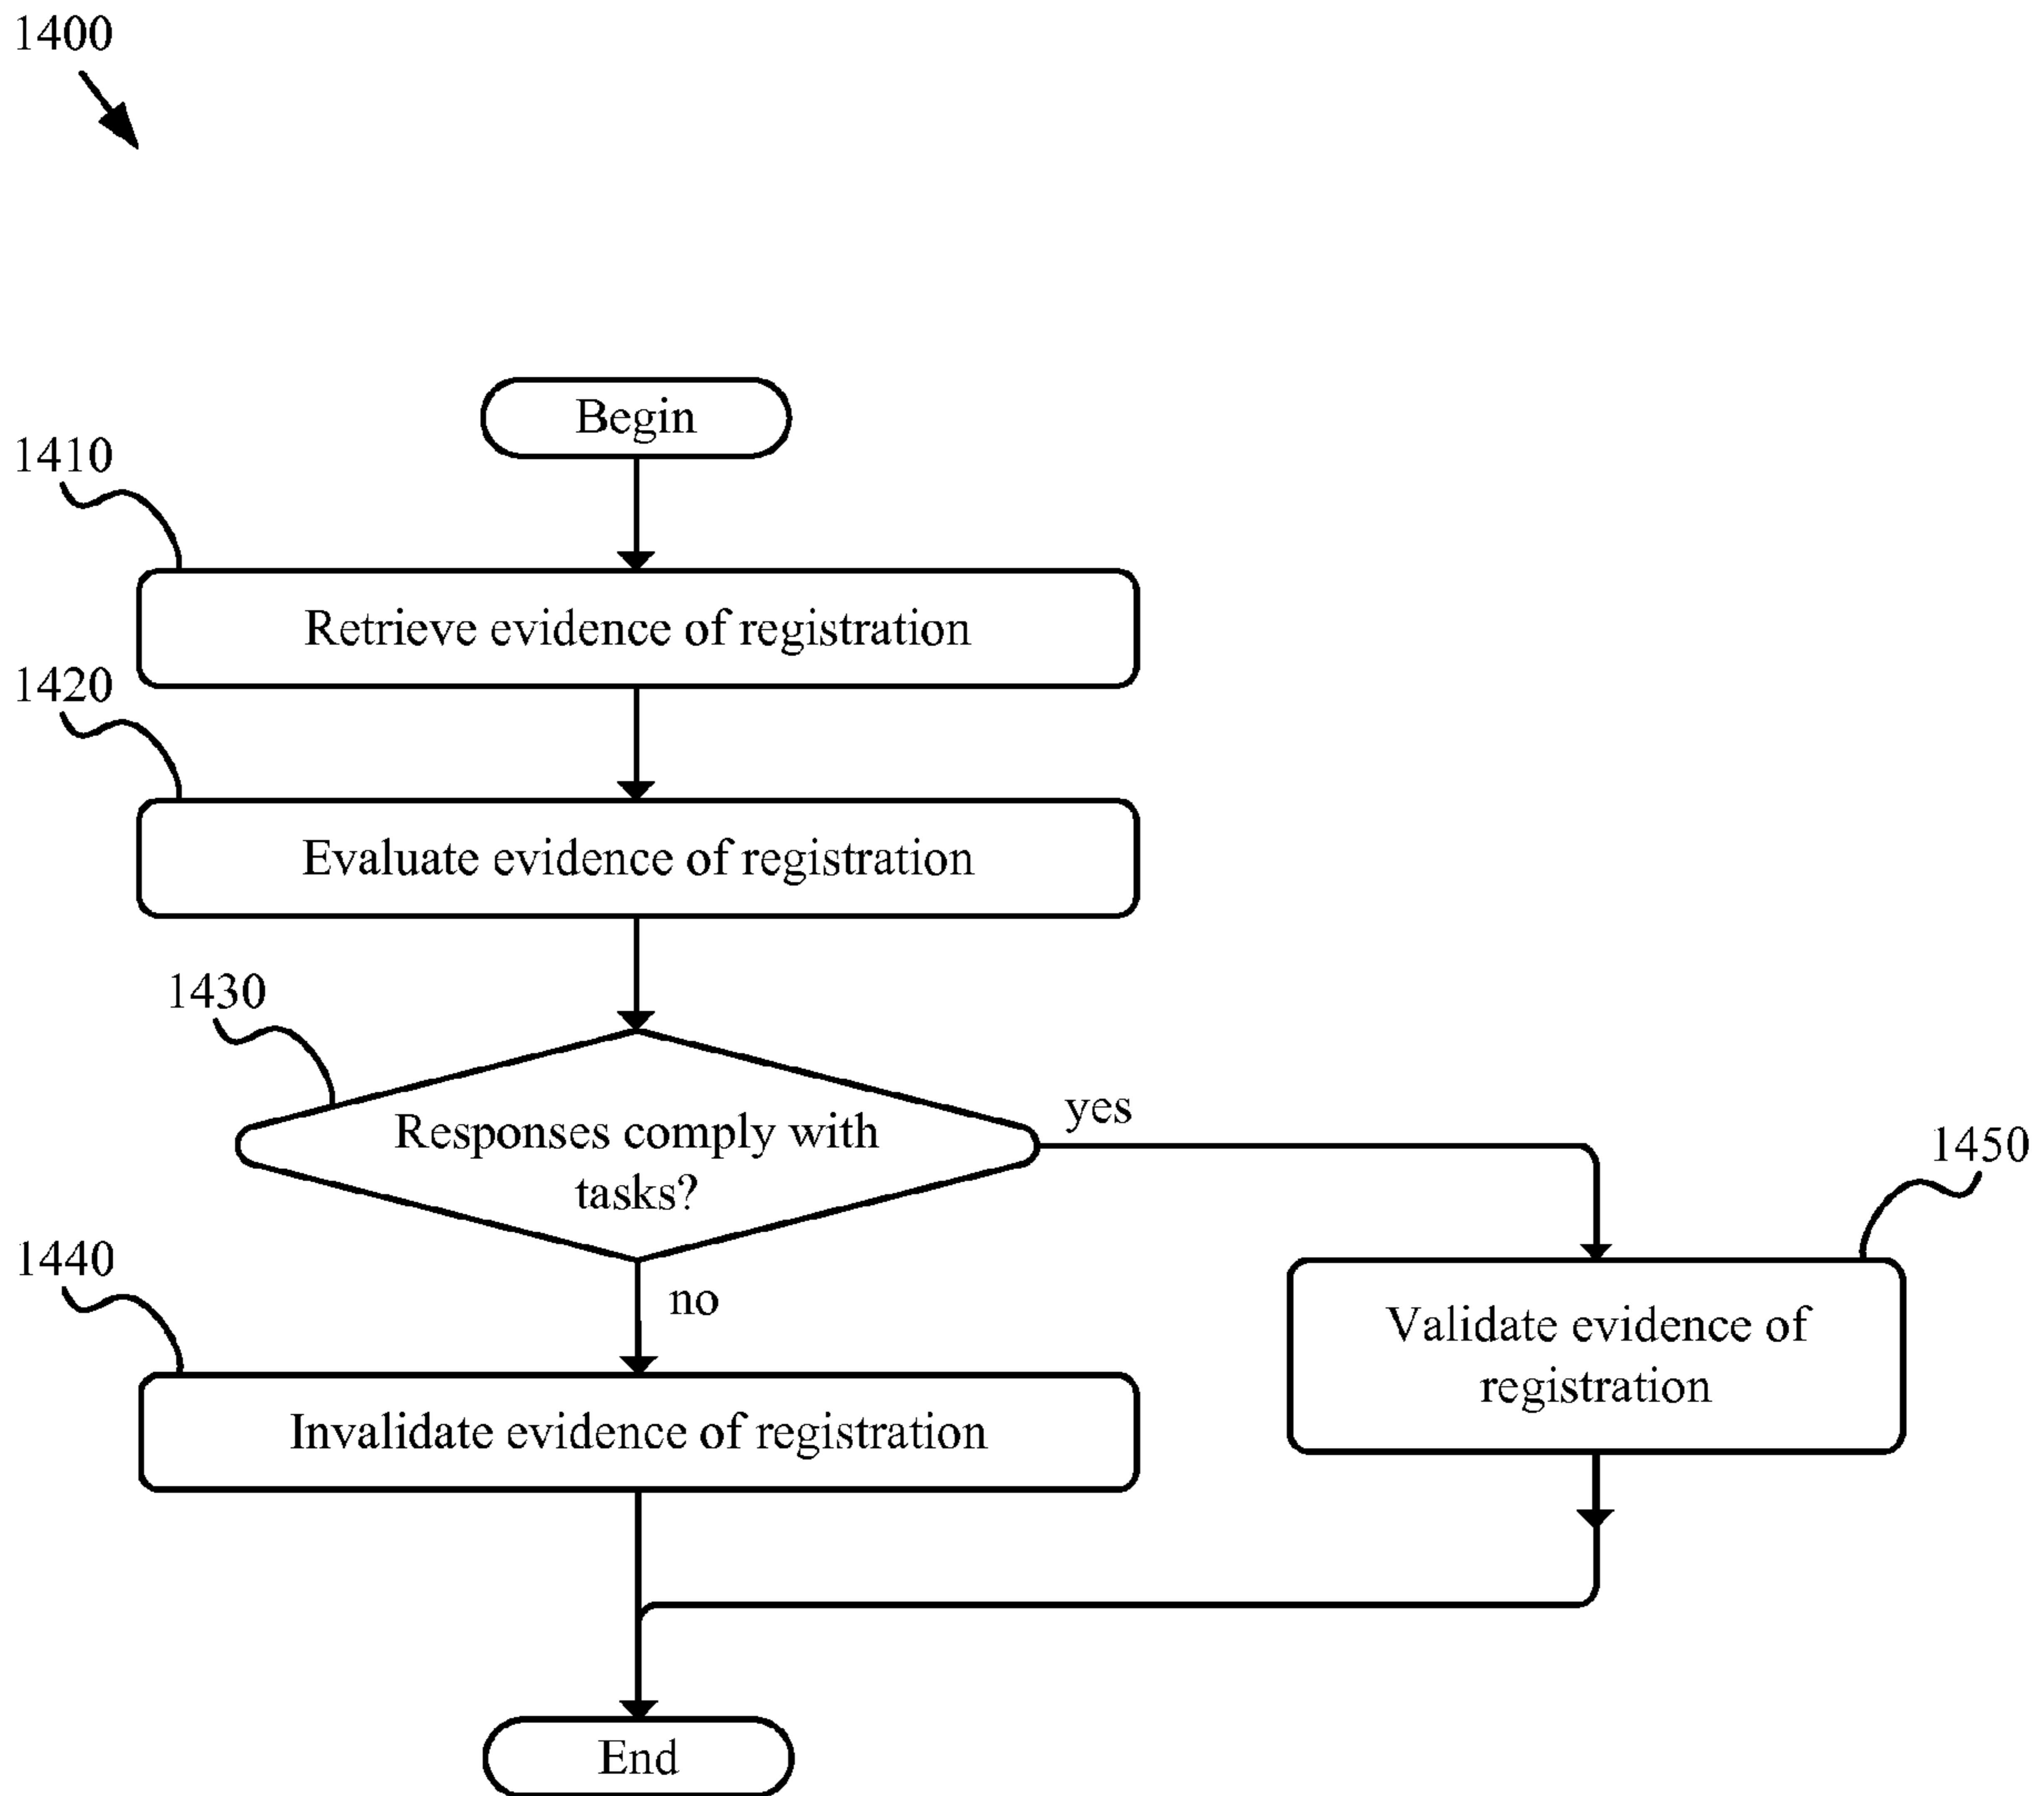 1400
Begin
1410
Retrieve evidence of registration
1420
Evaluate evidence of registration
1430
Responses comply with
tasks?
yes
1450
1440
no
Validate evidence of
registration
Invalidate evidence of registration
End